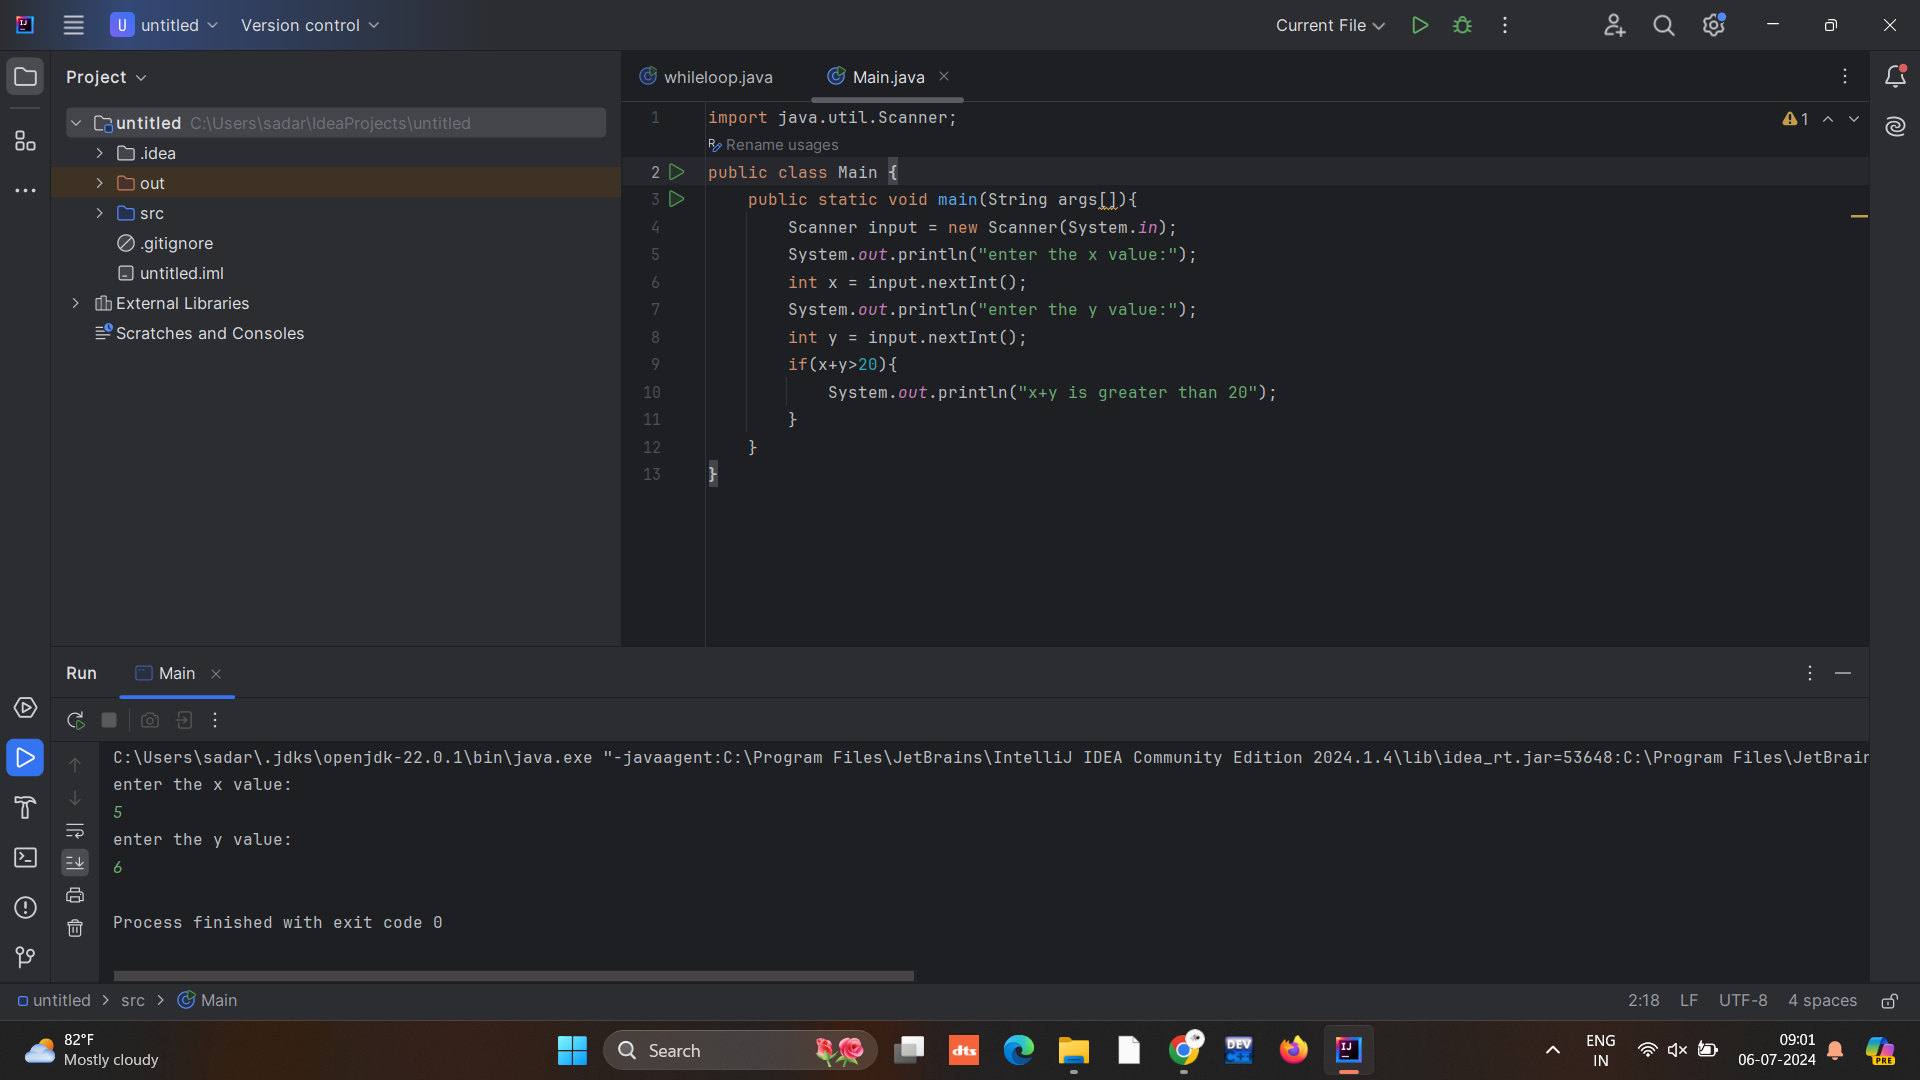 U untitled Version control Current File
Project
whileloop.java Main.java
untitled C:\Users\sadar\IdeaProjects\untitled
.idea
out
src
.gitignore
untitled.iml
External Libraries
Scratches and Consoles
1 import java.util.Scanner;
Rename usages
2 public class Main {
3 public static void main(String args[]){
4 Scanner input = new Scanner(System.in);
5 System.out.println("enter the x value:");
6 int x = input.nextInt();
7 System.out.println("enter the y value:");
8 int y = input.nextInt();
9 if(x+y>20){
10 System.out.println("x+y is greater than 20");
11 }
12 }
13 }
1
Run Main
C:\Users\sadar\.jdks\openjdk-22.0.1\bin\java.exe "-javaagent:C:\Program Files\JetBrains\IntelliJ IDEA Community Edition 2024.1.4\lib\idea_rt.jar=53648:C:\Program Files\JetBrain
enter the x value:
5
enter the y value:
6
Process finished with exit code 0
untitled > src > Main 2:18 LF UTF-8 4 spaces
82°F
Mostly cloudy
Search
dts
DEV
C++
IJ
ENG
IN
09:01
06-07-2024
PRE